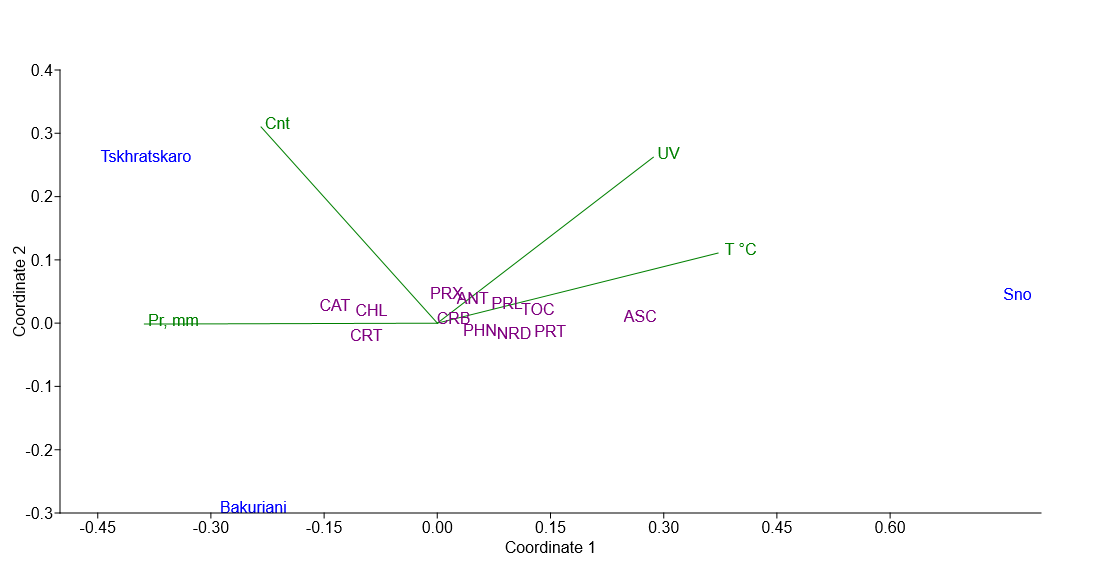 0.4
Cnt
0.3
UV
Tskhratskaro
0.2
T °C
0.1
PRX
ANT
Sno
CAT
CHL
PRL
TOC
Coordinate 2
0.0
Pr, mm
CRB
ASC
CRT
PHN
NRD
PRT
-0.1
-0.2
Bakuriani
-0.3
-0.45 -0.30 -0.15 0.00 0.15 0.30 0.45 0.60
Coordinate 1